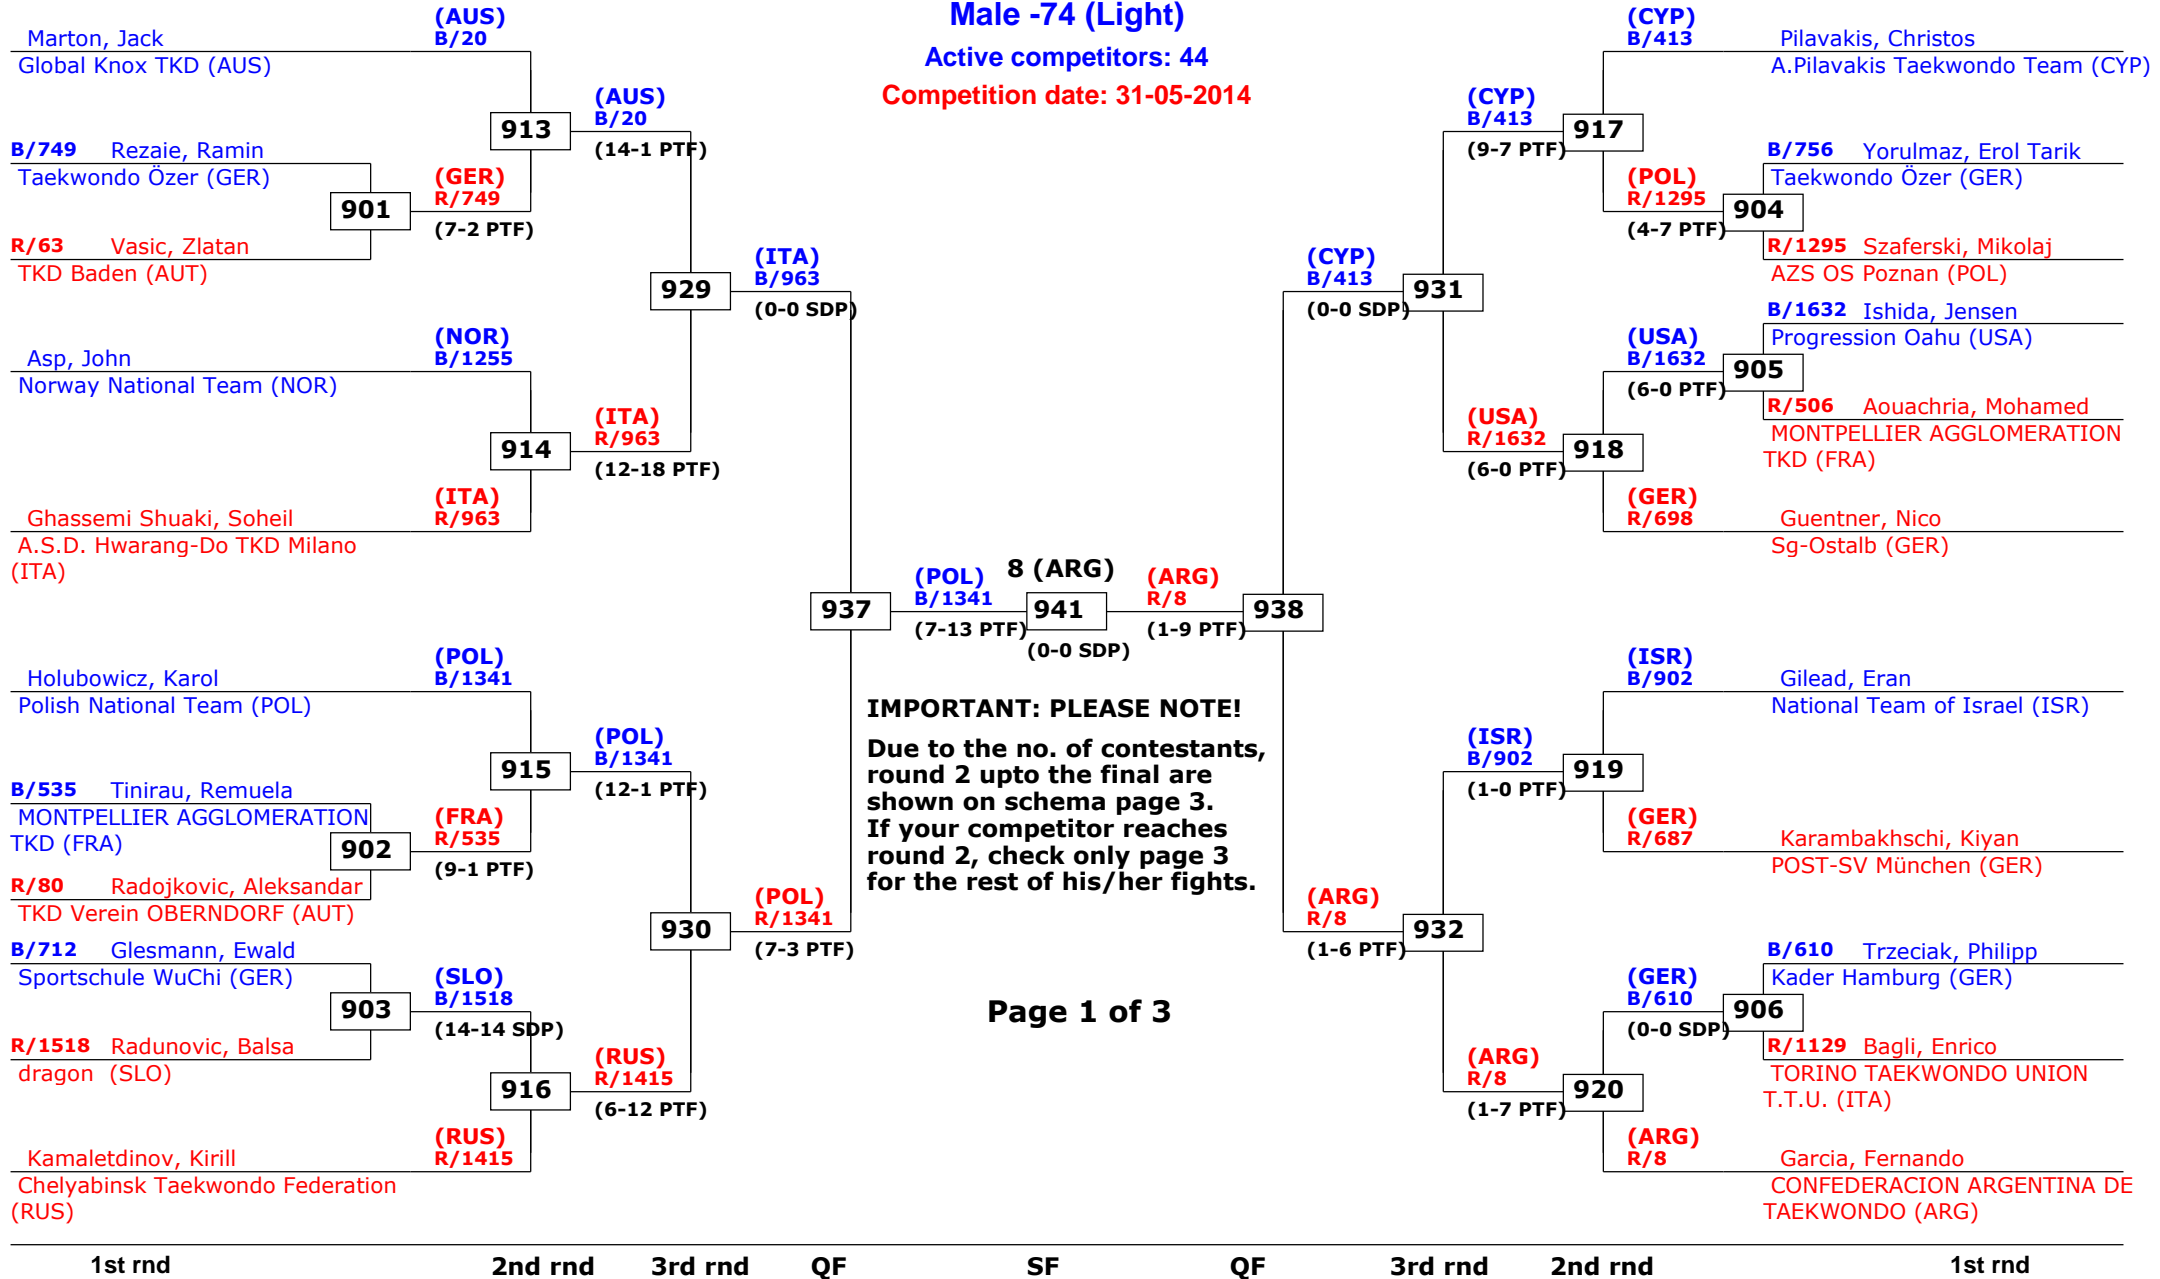 Male -74 (Light)
Active competitors: 44
Competition date: 31-05-2014
Marton, Jack
Global Knox TKD (AUS)
(AUS)
B/20
B/749 Rezaie, Ramin
Taekwondo Özer (GER)
R/63 Vasic, Zlatan
TKD Baden (AUT)
901
(GER)
R/749
(7-2 PTF)
913
(AUS)
B/20
(14-1 PTF)
Asp, John
Norway National Team (NOR)
(NOR)
B/1255
Ghassemi Shuaki, Soheil
A.S.D. Hwarang-Do TKD Milano
(ITA)
(ITA)
R/963
914
(ITA)
R/963
(12-18 PTF)
929
(ITA)
B/963
(0-0 SDP)
Holubowicz, Karol
Polish National Team (POL)
(POL)
B/1341
B/535 Tinirau, Remuela
MONTPELLIER AGGLOMERATION
TKD (FRA)
R/80 Radojkovic, Aleksandar
TKD Verein OBERNDORF (AUT)
902
(FRA)
R/535
(9-1 PTF)
915
(POL)
B/1341
(12-1 PTF)
B/712 Glesmann, Ewald
Sportschule WuChi (GER)
R/1518 Radunovic, Balsa
dragon (SLO)
903
(SLO)
B/1518
(14-14 SDP)
Kamaletdinov, Kirill
Chelyabinsk Taekwondo Federation
(RUS)
(RUS)
R/1415
916
(RUS)
R/1415
(6-12 PTF)
930
(POL)
R/1341
(7-3 PTF)
937
(POL)
B/1341
(7-13 PTF)
8 (ARG)
941
(0-0 SDP)
(ARG)
R/8
(1-9 PTF)
938
IMPORTANT: PLEASE NOTE!
Due to the no. of contestants,
round 2 upto the final are
shown on schema page 3.
If your competitor reaches
round 2, check only page 3
for the rest of his/her fights.
Page 1 of 3
(CYP)
B/413
Pilavakis, Christos
A.Pilavakis Taekwondo Team (CYP)
(CYP)
B/413
(9-7 PTF)
917
B/756 Yorulmaz, Erol Tarik
Taekwondo Özer (GER)
(POL)
R/1295
(4-7 PTF)
904
R/1295 Szaferski, Mikolaj
AZS OS Poznan (POL)
(CYP)
B/413
(0-0 SDP)
931
B/1632 Ishida, Jensen
Progression Oahu (USA)
(USA)
B/1632
(6-0 PTF)
905
R/506 Aouachria, Mohamed
MONTPELLIER AGGLOMERATION
TKD (FRA)
(USA)
R/1632
(6-0 PTF)
918
(GER)
R/698
Guentner, Nico
Sg-Ostalb (GER)
(ISR)
B/902
Gilead, Eran
National Team of Israel (ISR)
(ISR)
B/902
(1-0 PTF)
919
(GER)
R/687
Karambakhschi, Kiyan
POST-SV München (GER)
(ARG)
R/8
(1-6 PTF)
932
B/610 Trzeciak, Philipp
Kader Hamburg (GER)
(GER)
B/610
(0-0 SDP)
906
R/1129 Bagli, Enrico
TORINO TAEKWONDO UNION
T.T.U. (ITA)
(ARG)
R/8
(1-7 PTF)
920
(ARG)
R/8
Garcia, Fernando
CONFEDERACION ARGENTINA DE
TAEKWONDO (ARG)
1st rnd 2nd rnd 3rd rnd QF SF QF 3rd rnd 2nd rnd 1st rnd